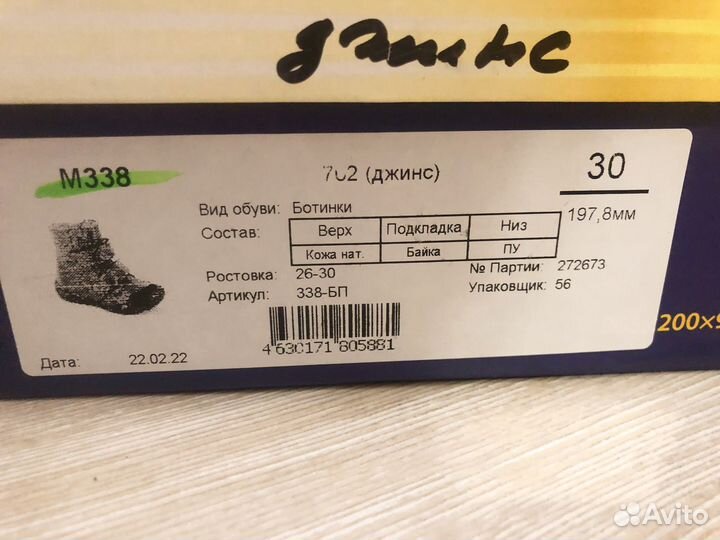 джинс
М338
702 (джинс)
30
197,8мм
Вид обуви: Ботинки
Состав:
Верх Подкладка Низ
Кожа нат. Байка ПУ
Ростовка: 26-30
№ Партии: 272673
Артикул: 338-БП
Упаковщик: 56
4 630171 805881
Дата: 22.02.22
200×9
Avito